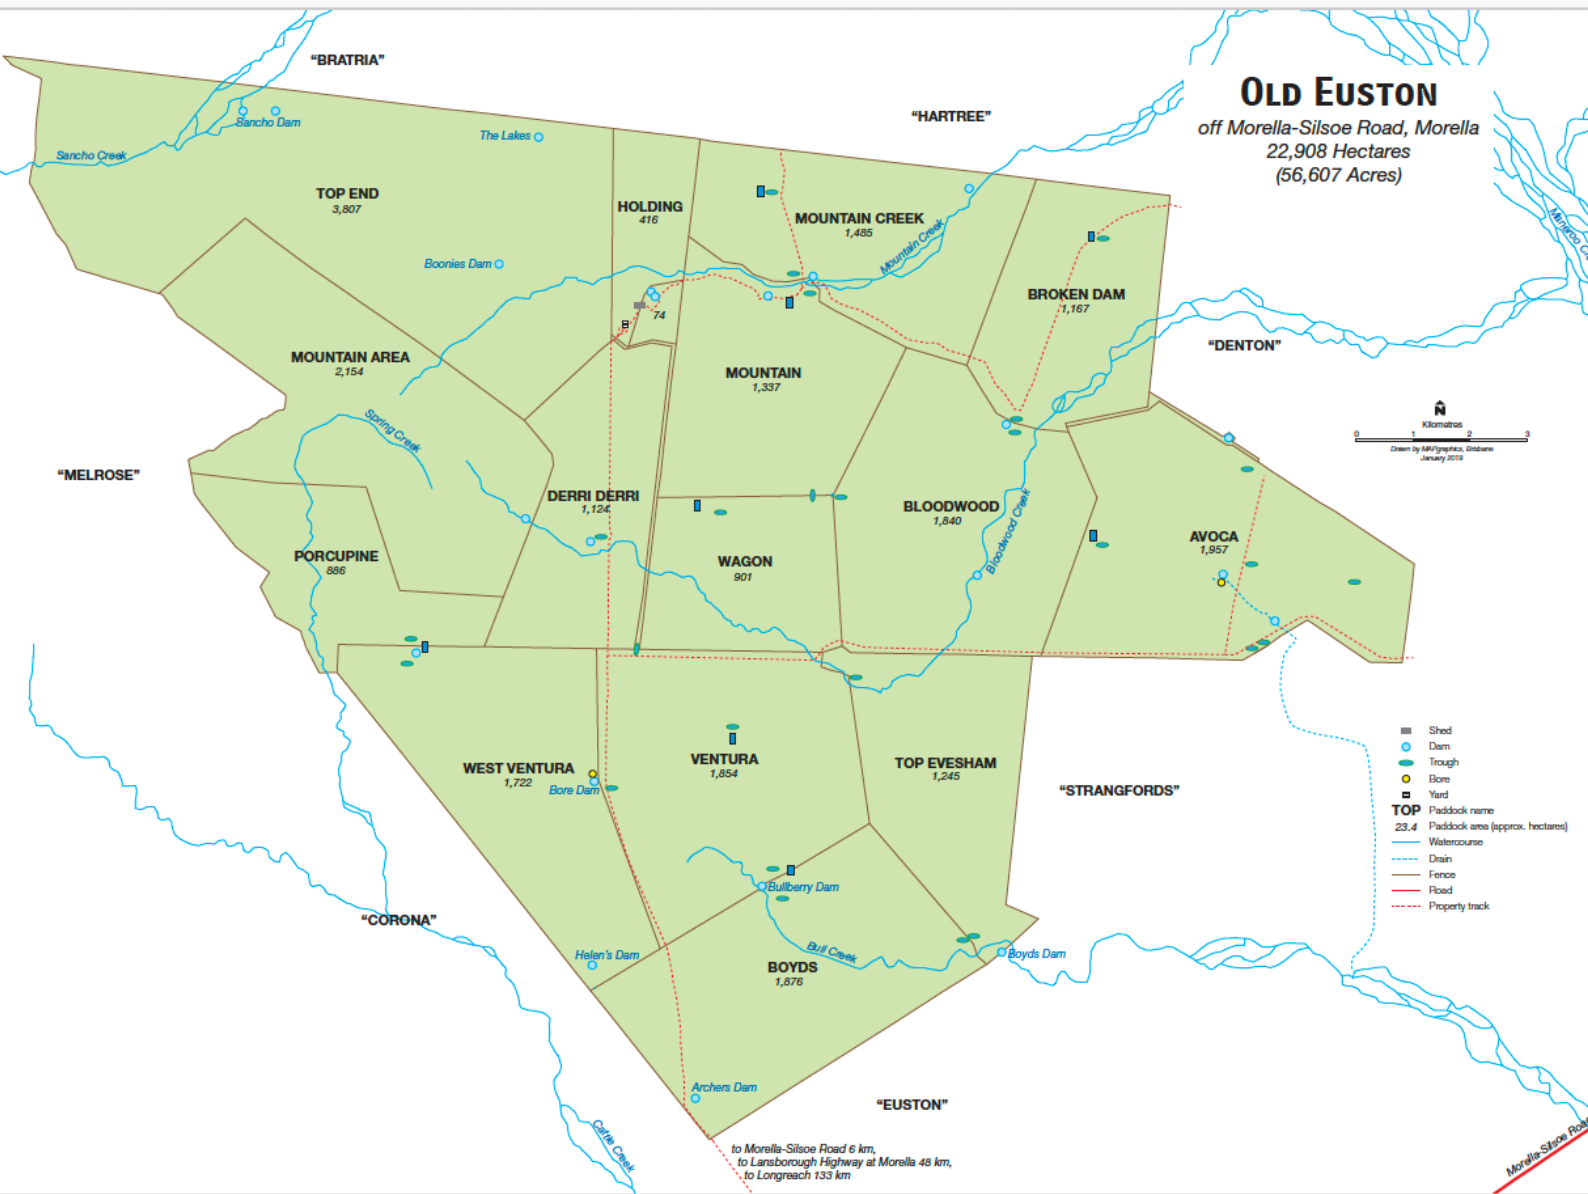 OLD EUSTON
off Morella-Silsoe Road, Morella
22,908 Hectares
(56,607 Acres)
"BRATRIA"
"HARTREE"
Sancho Dam
The Lakes
Sancho Creek
TOP END
3,807
HOLDING
416
MOUNTAIN CREEK
1,485
Mountain Creek
Maneroo
Boonies Dam
BROKEN DAM
1,167
74
"DENTON"
MOUNTAIN AREA
2,154
MOUNTAIN
1,337
Spring Creek
N
Kilometres
0 1 2 3
Drawn by MAPgraphics, Brisbane
January 2019
"MELROSE"
DERRI DERRI
1,124
BLOODWOOD
1,840
Bloodwood Creek
AVOCA
1,957
PORCUPINE
886
WAGON
901
WEST VENTURA
1,722
Bore Dam
VENTURA
1,854
TOP EVESHAM
1,245
"STRANGFORDS"
Shed
Dam
Trough
Bore
Yard
TOP Paddock name
23.4 Paddock area (approx. hectares)
Watercourse
Drain
Fence
Road
Property track
Bullberry Dam
"CORONA"
Helen's Dam
Bull Creek
Boyds Dam
BOYDS
1,876
Archers Dam
"EUSTON"
Cattle Creek
to Morella-Silsoe Road 6 km,
to Lansborough Highway at Morella 48 km,
to Longreach 133 km
Morella-Silsoe Road